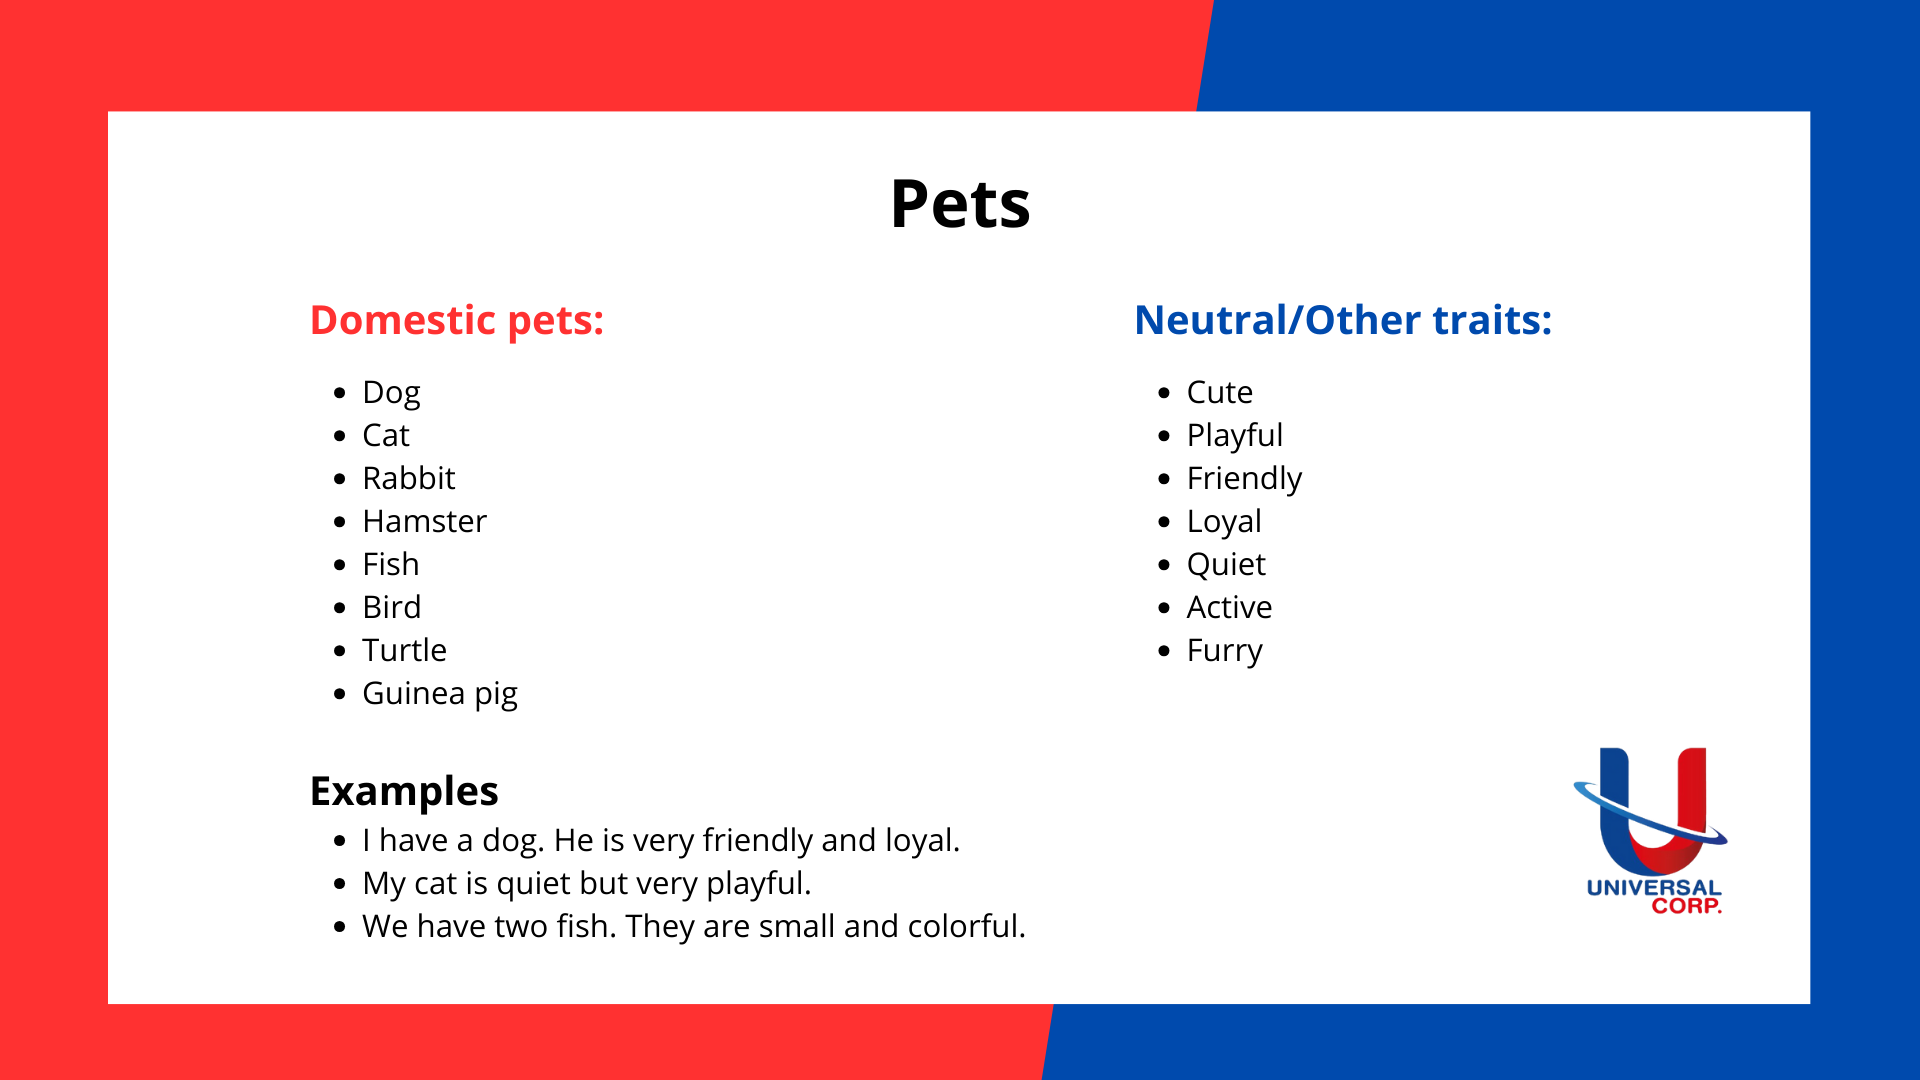 Pets
Domestic pets:
• Dog
• Cat
• Rabbit
• Hamster
• Fish
• Bird
• Turtle
• Guinea pig
Neutral/Other traits:
• Cute
• Playful
• Friendly
• Loyal
• Quiet
• Active
• Furry
Examples
• I have a dog. He is very friendly and loyal.
• My cat is quiet but very playful.
• We have two fish. They are small and colorful.
UNIVERSAL
CORP.